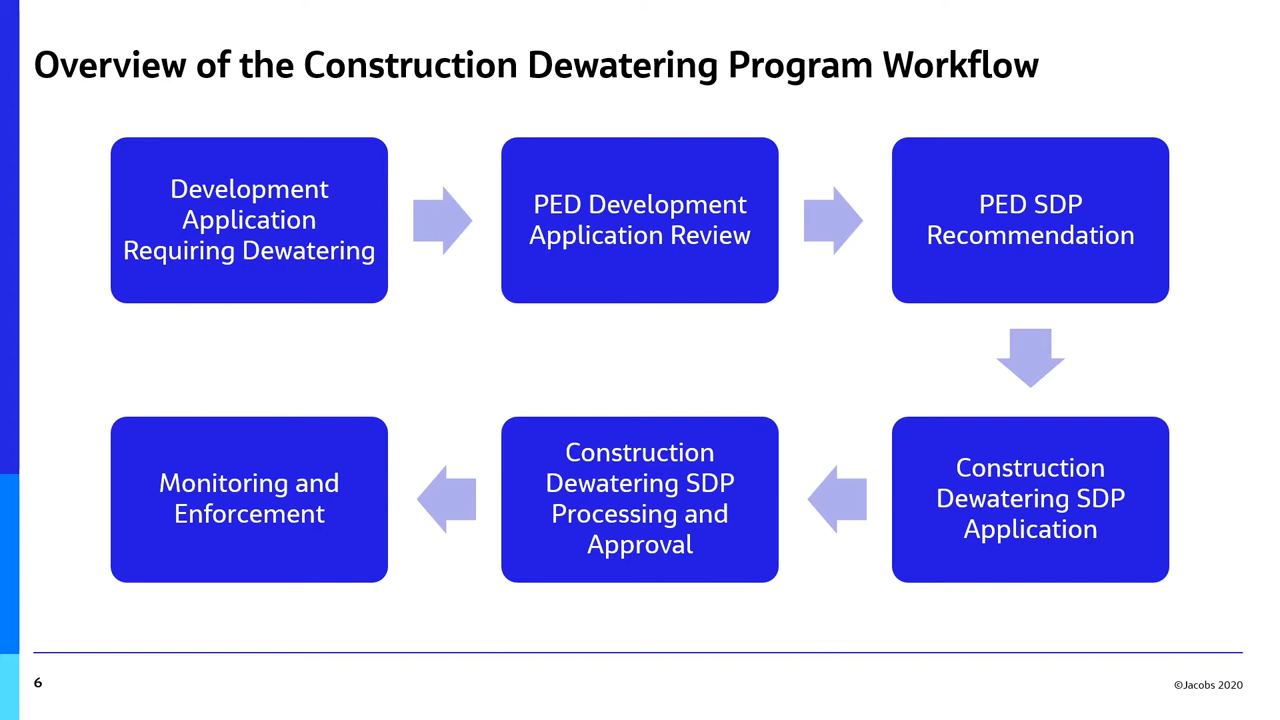 Overview of the Construction Dewatering Program Workflow
Development
Application
Requiring Dewatering
PED Development
Application Review
PED SDP
Recommendation
Construction
Dewatering SDP
Application
Construction
Dewatering SDP
Processing and
Approval
Monitoring and
Enforcement
6
©Jacobs 2020